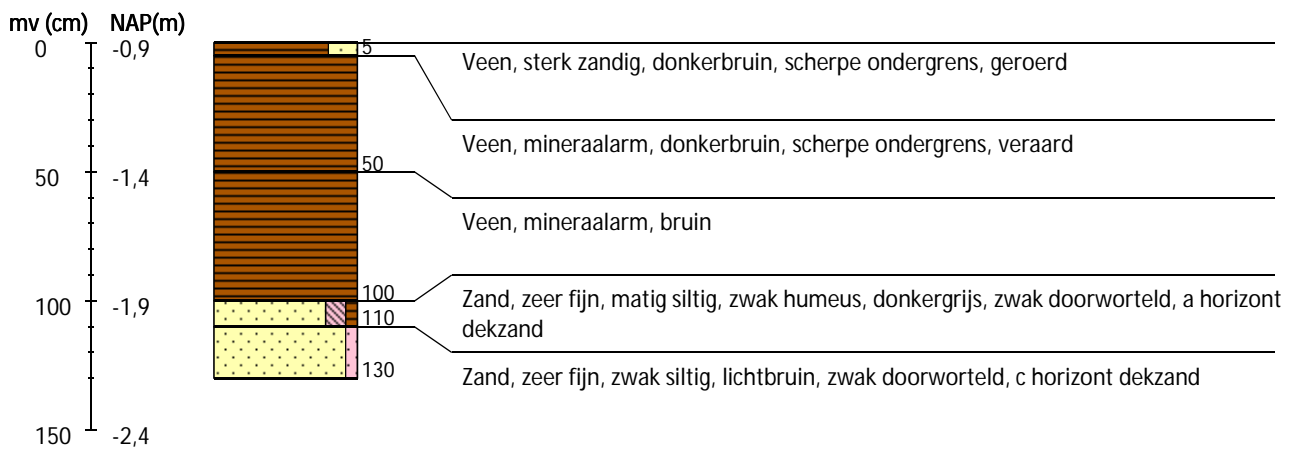 mv (cm) NAP(m)
0 -0,9
5
Veen, sterk zandig, donkerbruin, scherpe ondergrens, geroerd
Veen, mineraalarm, donkerbruin, scherpe ondergrens, veraard
50
50 -1,4
Veen, mineraalarm, bruin
100
100 -1,9
Zand, zeer fijn, matig siltig, zwak humeus, donkergrijs, zwak doorworteld, a horizont
dekzand
110
130
Zand, zeer fijn, zwak siltig, lichtbruin, zwak doorworteld, c horizont dekzand
150 -2,4